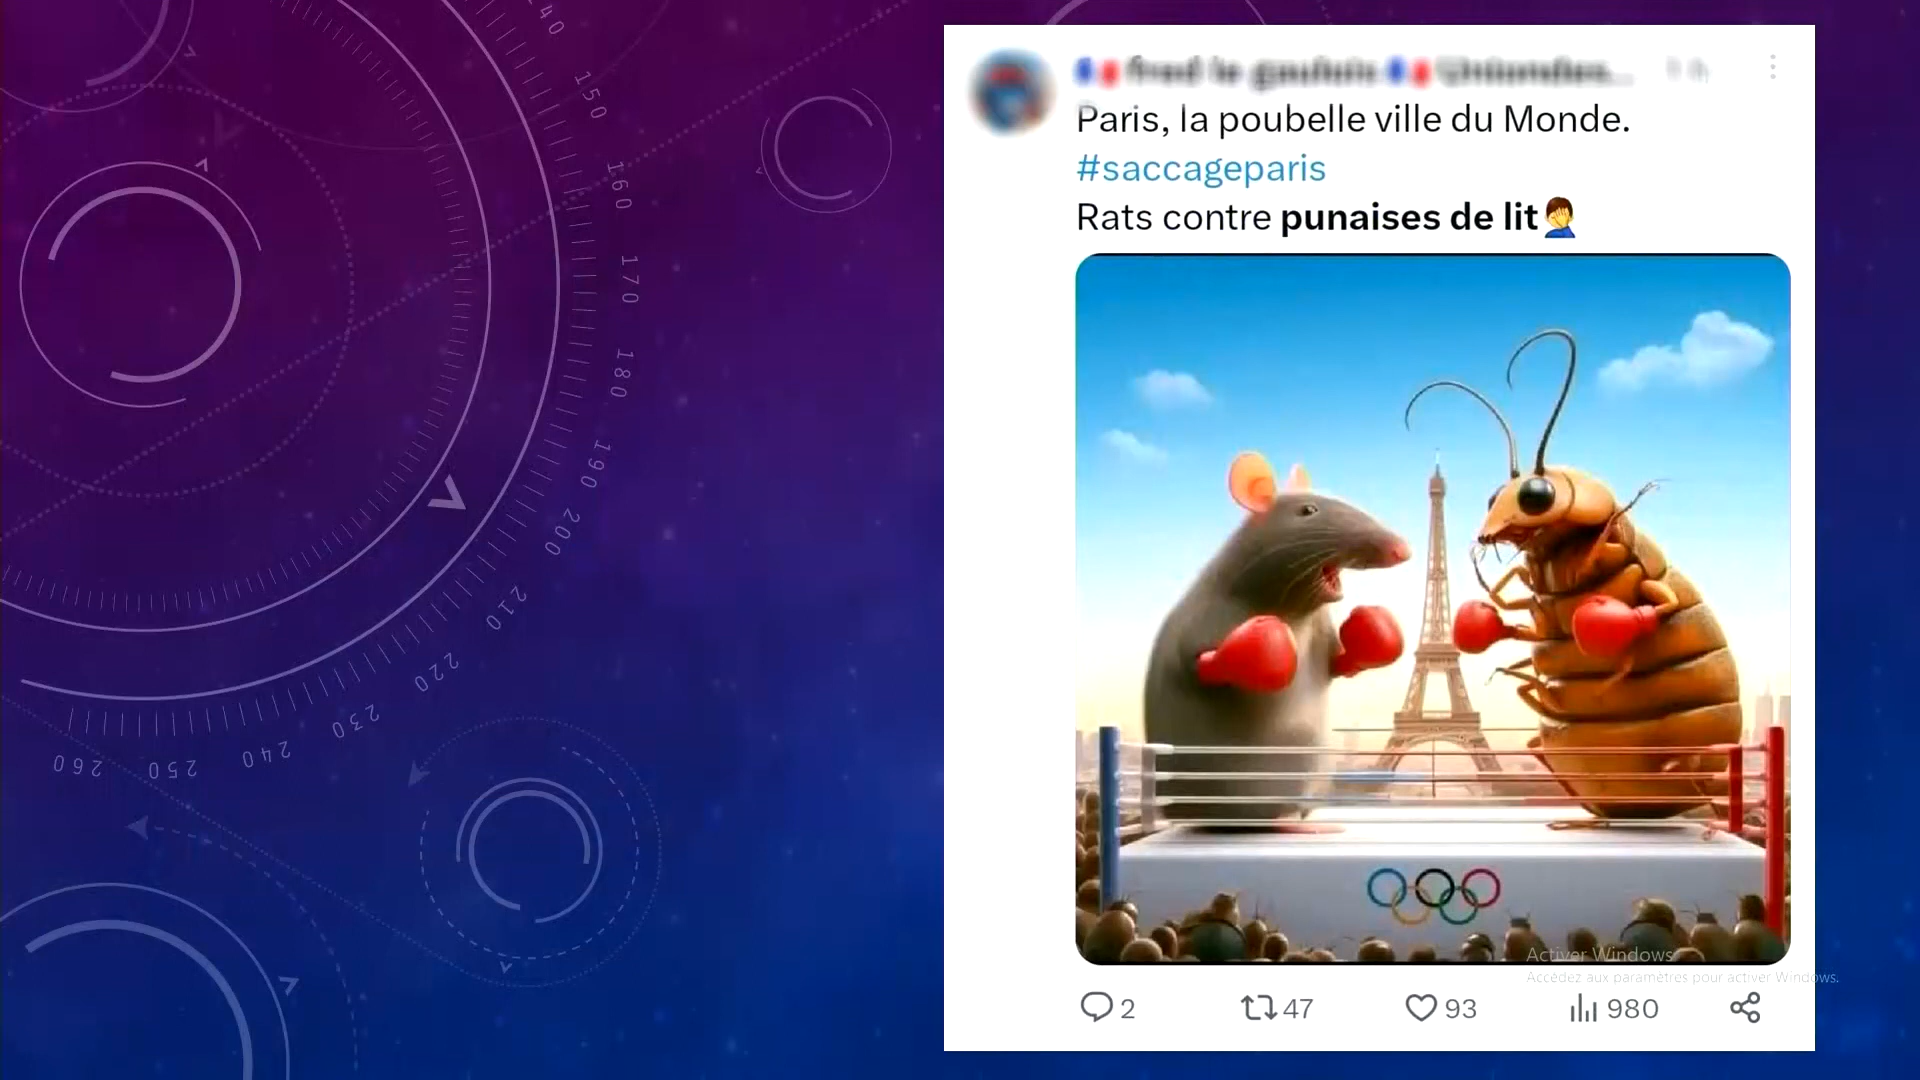 Paris, la poubelle ville du Monde.
#saccageparis
Rats contre punaises de lit
2 47 93 980
Activer Windows
Accédez aux paramètres pour activer Windows.
140
150
160
170
180
190
200
210
220
230
240
250
260